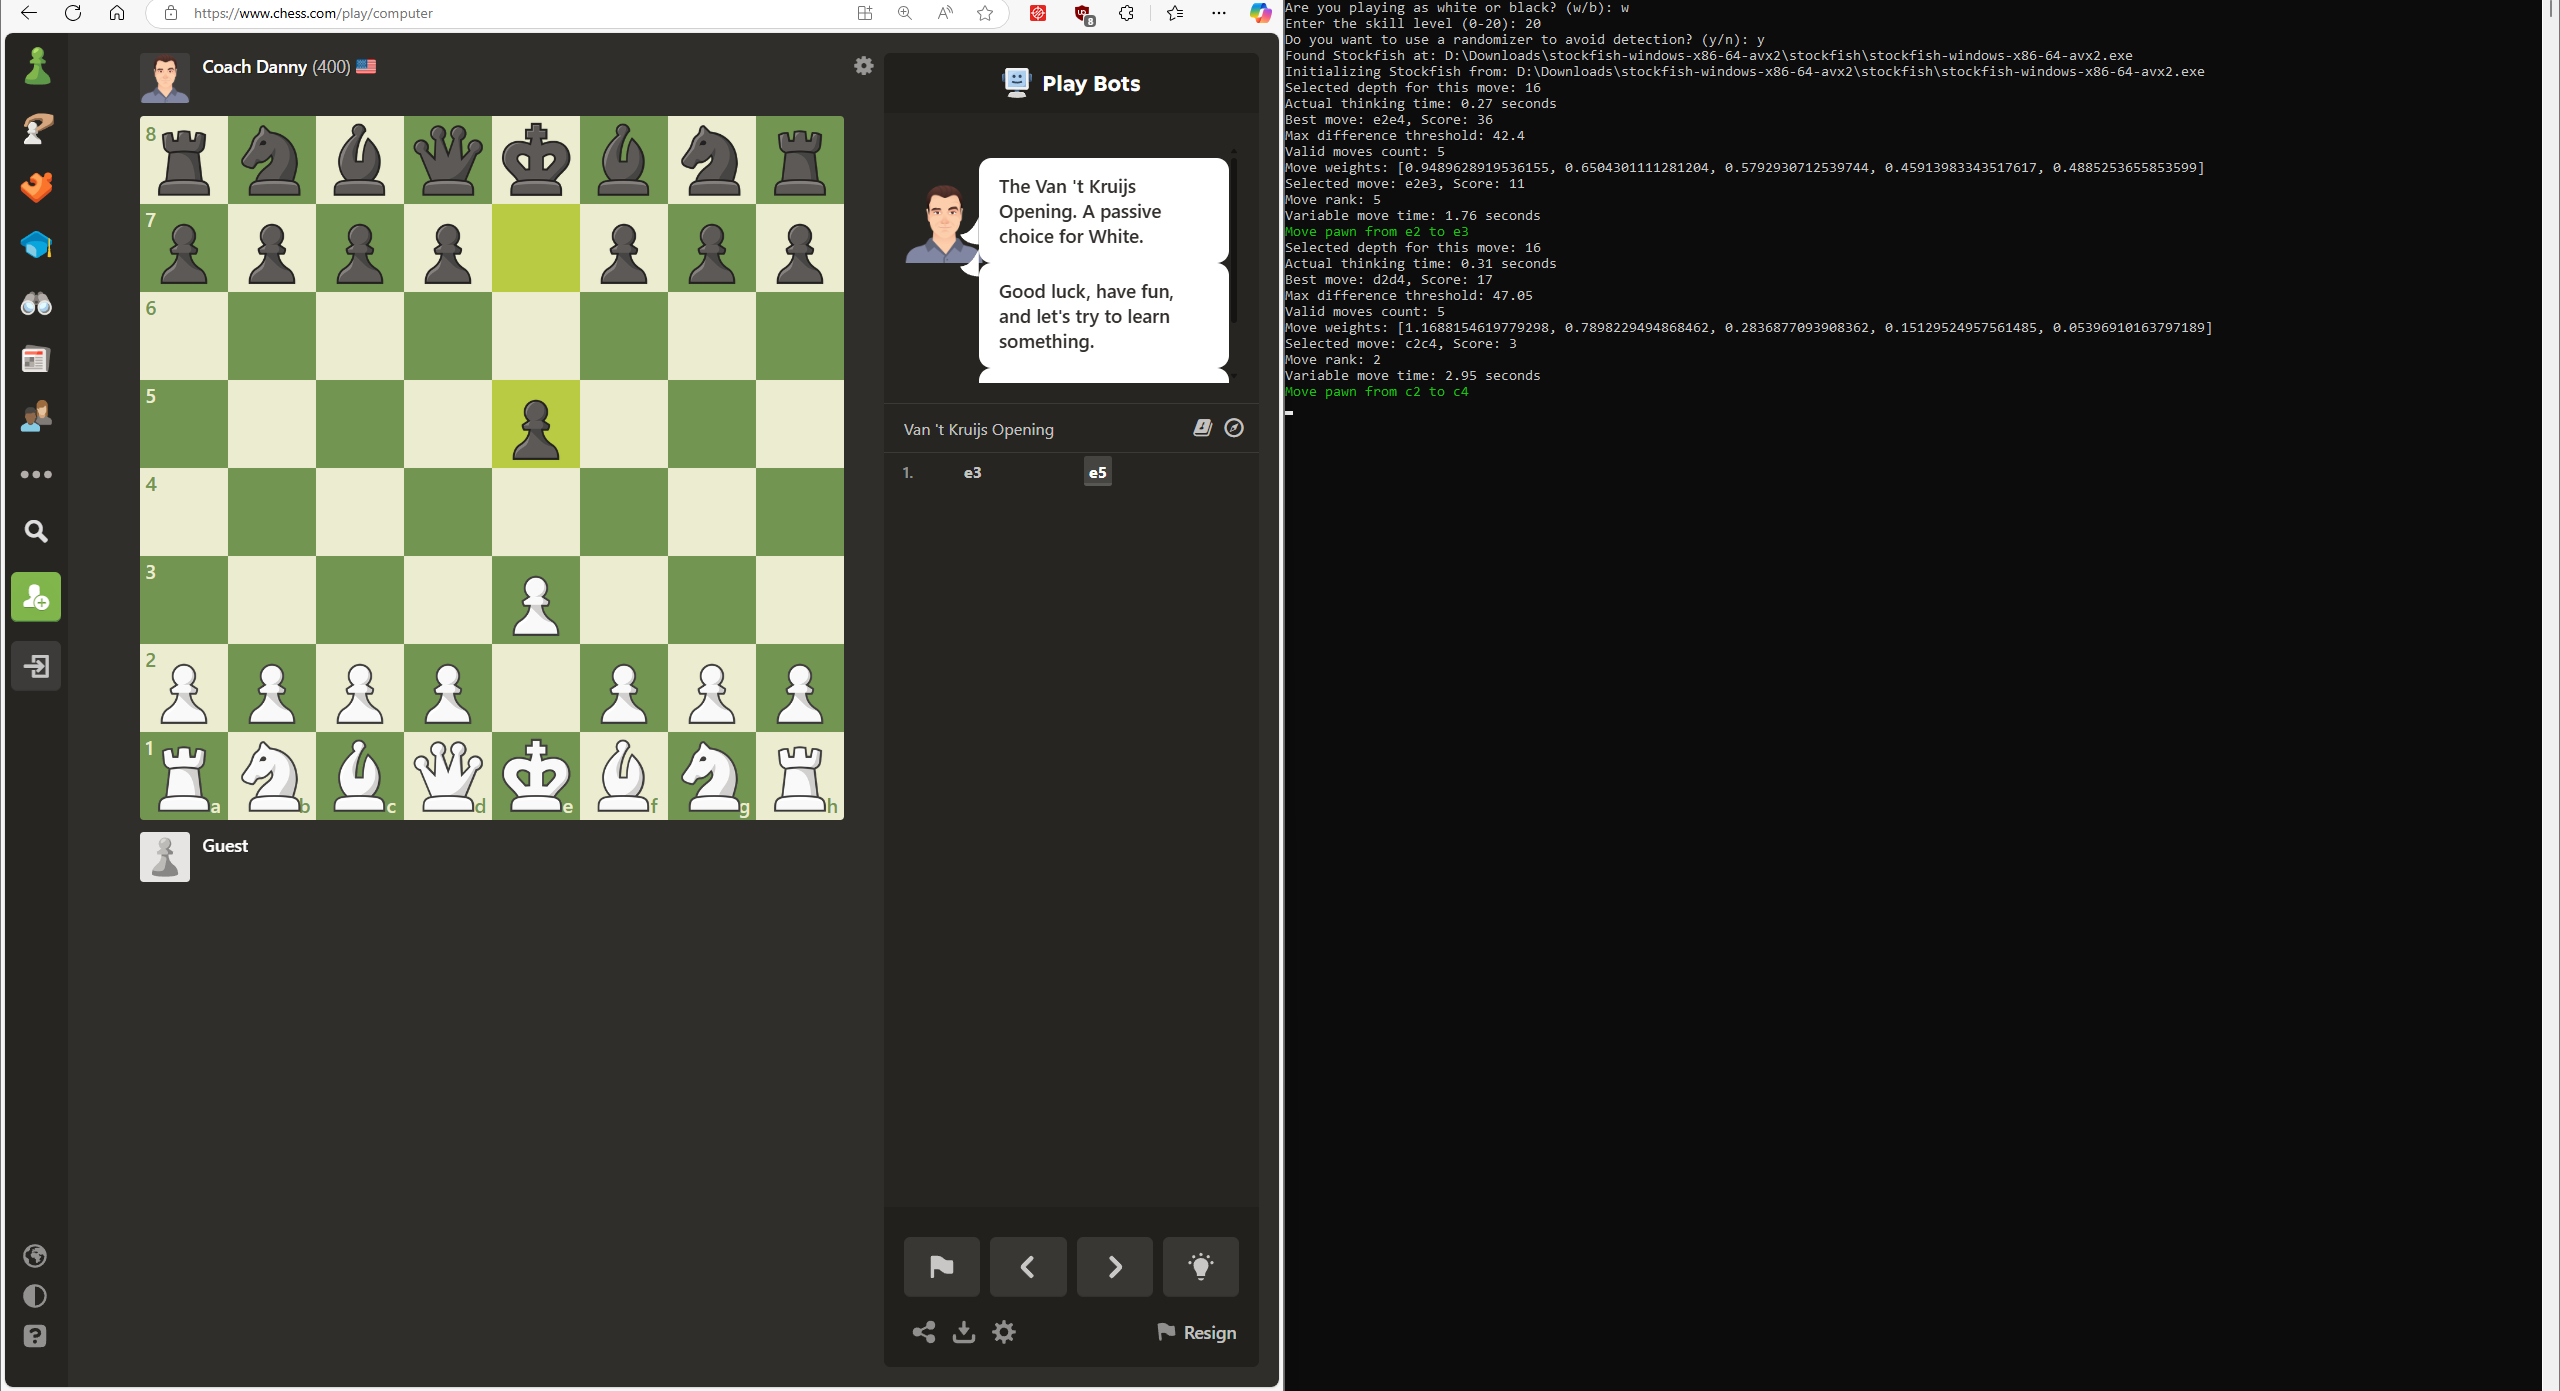 https://www.chess.com/play/computer
8
Coach Danny (400)
Play Bots
The Van 't Kruijs
Opening. A passive
choice for White.
Good luck, have fun,
and let's try to learn
something.
Van 't Kruijs Opening
1. e3 e5
8
7
6
5
4
3
2
1
a b c d e f g h
Guest
Resign
Are you playing as white or black? (w/b): w
Enter the skill level (0-20): 20
Do you want to use a randomizer to avoid detection? (y/n): y
Found Stockfish at: D:\Downloads\stockfish-windows-x86-64-avx2\stockfish\stockfish-windows-x86-64-avx2.exe
Initializing Stockfish from: D:\Downloads\stockfish-windows-x86-64-avx2\stockfish\stockfish-windows-x86-64-avx2.exe
Selected depth for this move: 16
Actual thinking time: 0.27 seconds
Best move: e2e4, Score: 36
Max difference threshold: 42.4
Valid moves count: 5
Move weights: [0.9489628919536155, 0.6504301111281204, 0.5792930712539744, 0.45913983343517617, 0.4885253655853599]
Selected move: e2e3, Score: 11
Move rank: 5
Variable move time: 1.76 seconds
Move pawn from e2 to e3
Selected depth for this move: 16
Actual thinking time: 0.31 seconds
Best move: d2d4, Score: 17
Max difference threshold: 47.05
Valid moves count: 5
Move weights: [1.1688154619779298, 0.7898229494868462, 0.2836877093908362, 0.15129524957561485, 0.05396910163797189]
Selected move: c2c4, Score: 3
Move rank: 2
Variable move time: 2.95 seconds
Move pawn from c2 to c4